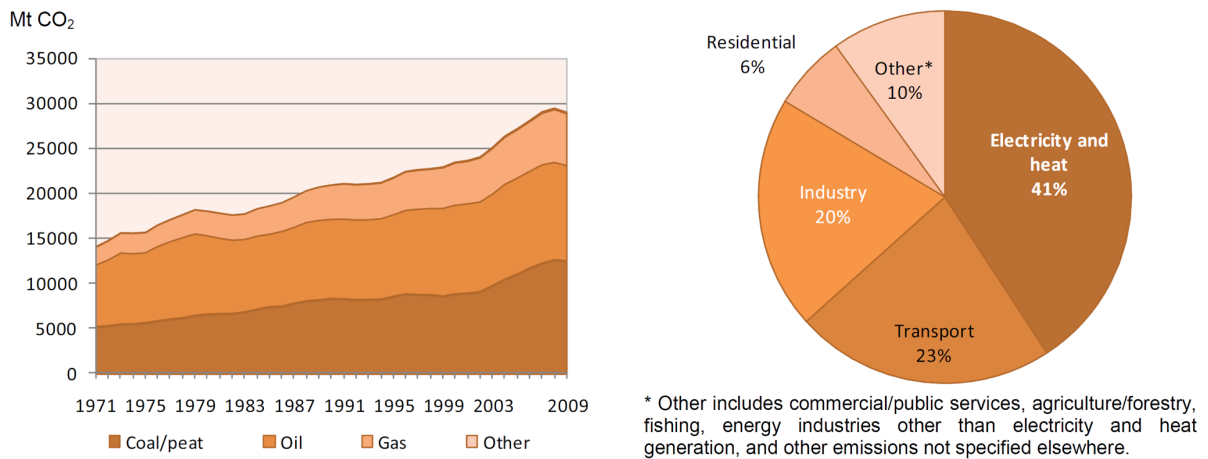 Mt CO₂
35000
30000
25000
20000
15000
10000
5000
0
1971 1975 1979 1983 1987 1991 1995 1999 2003 2009
Coal/peat Oil Gas Other
Residential
6%
Other*
10%
Electricity and
heat
41%
Industry
20%
Transport
23%
* Other includes commercial/public services, agriculture/forestry,
fishing, energy industries other than electricity and heat
generation, and other emissions not specified elsewhere.